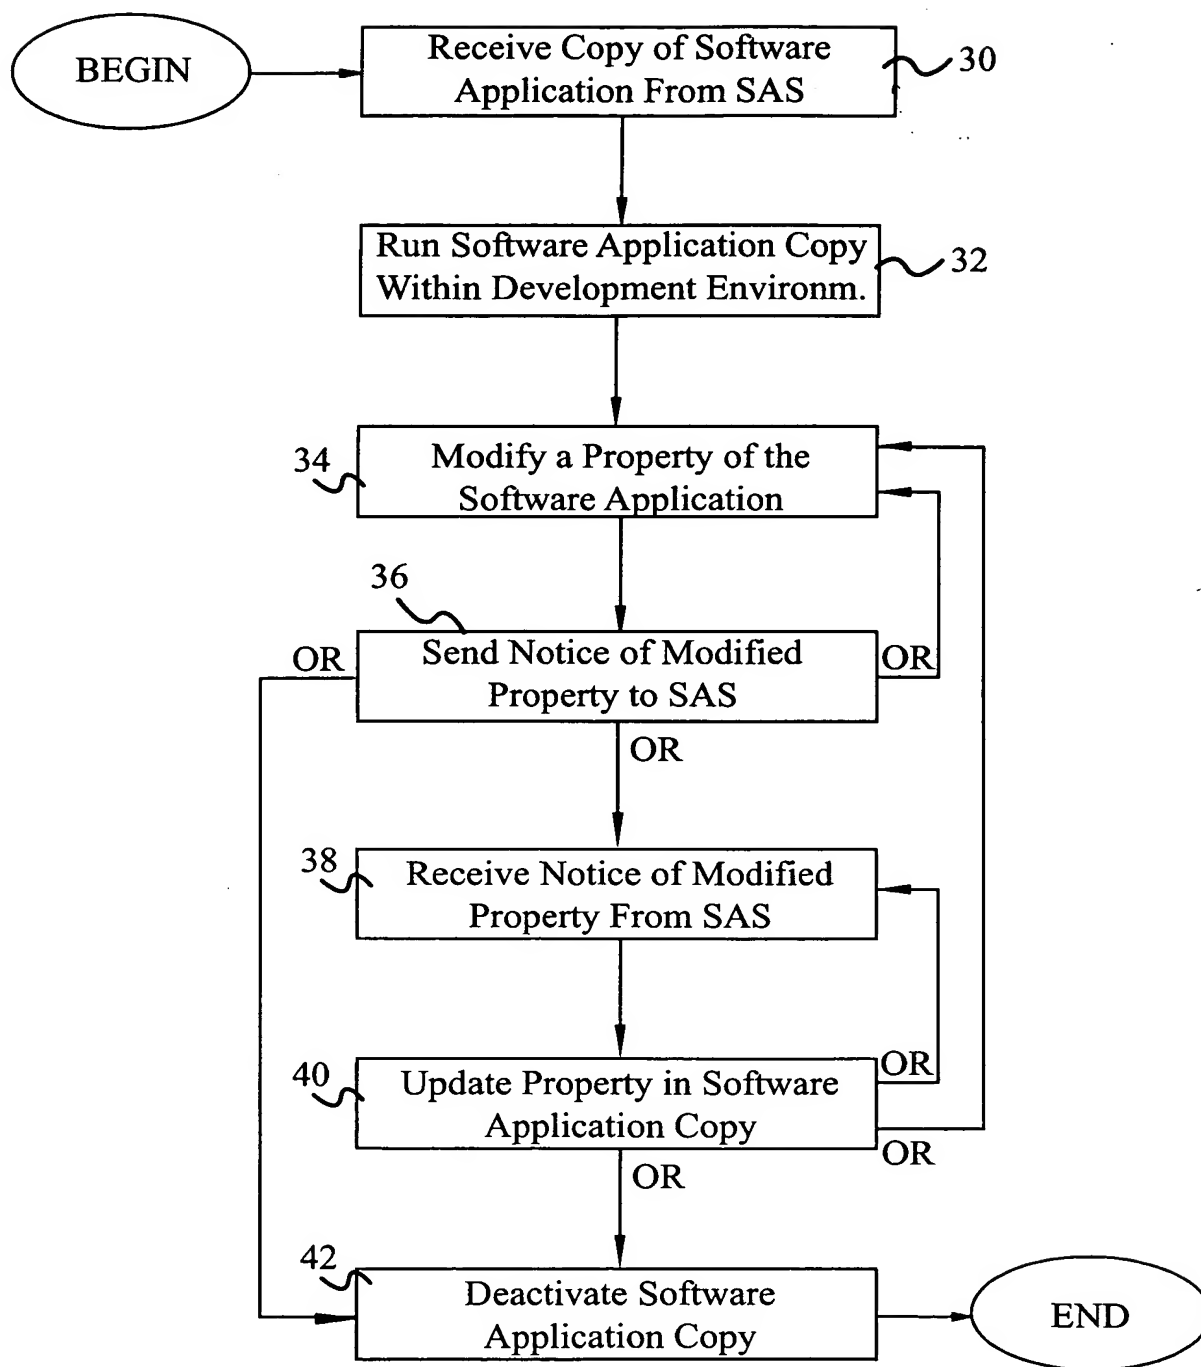 BEGIN
Receive Copy of Software
Application From SAS
30
Run Software Application Copy
Within Development Environm.
32
34
Modify a Property of the
Software Application
36
OR
Send Notice of Modified
Property to SAS
OR
OR
38
Receive Notice of Modified
Property From SAS
40
Update Property in Software
Application Copy
OR
OR
OR
42
Deactivate Software
Application Copy
END